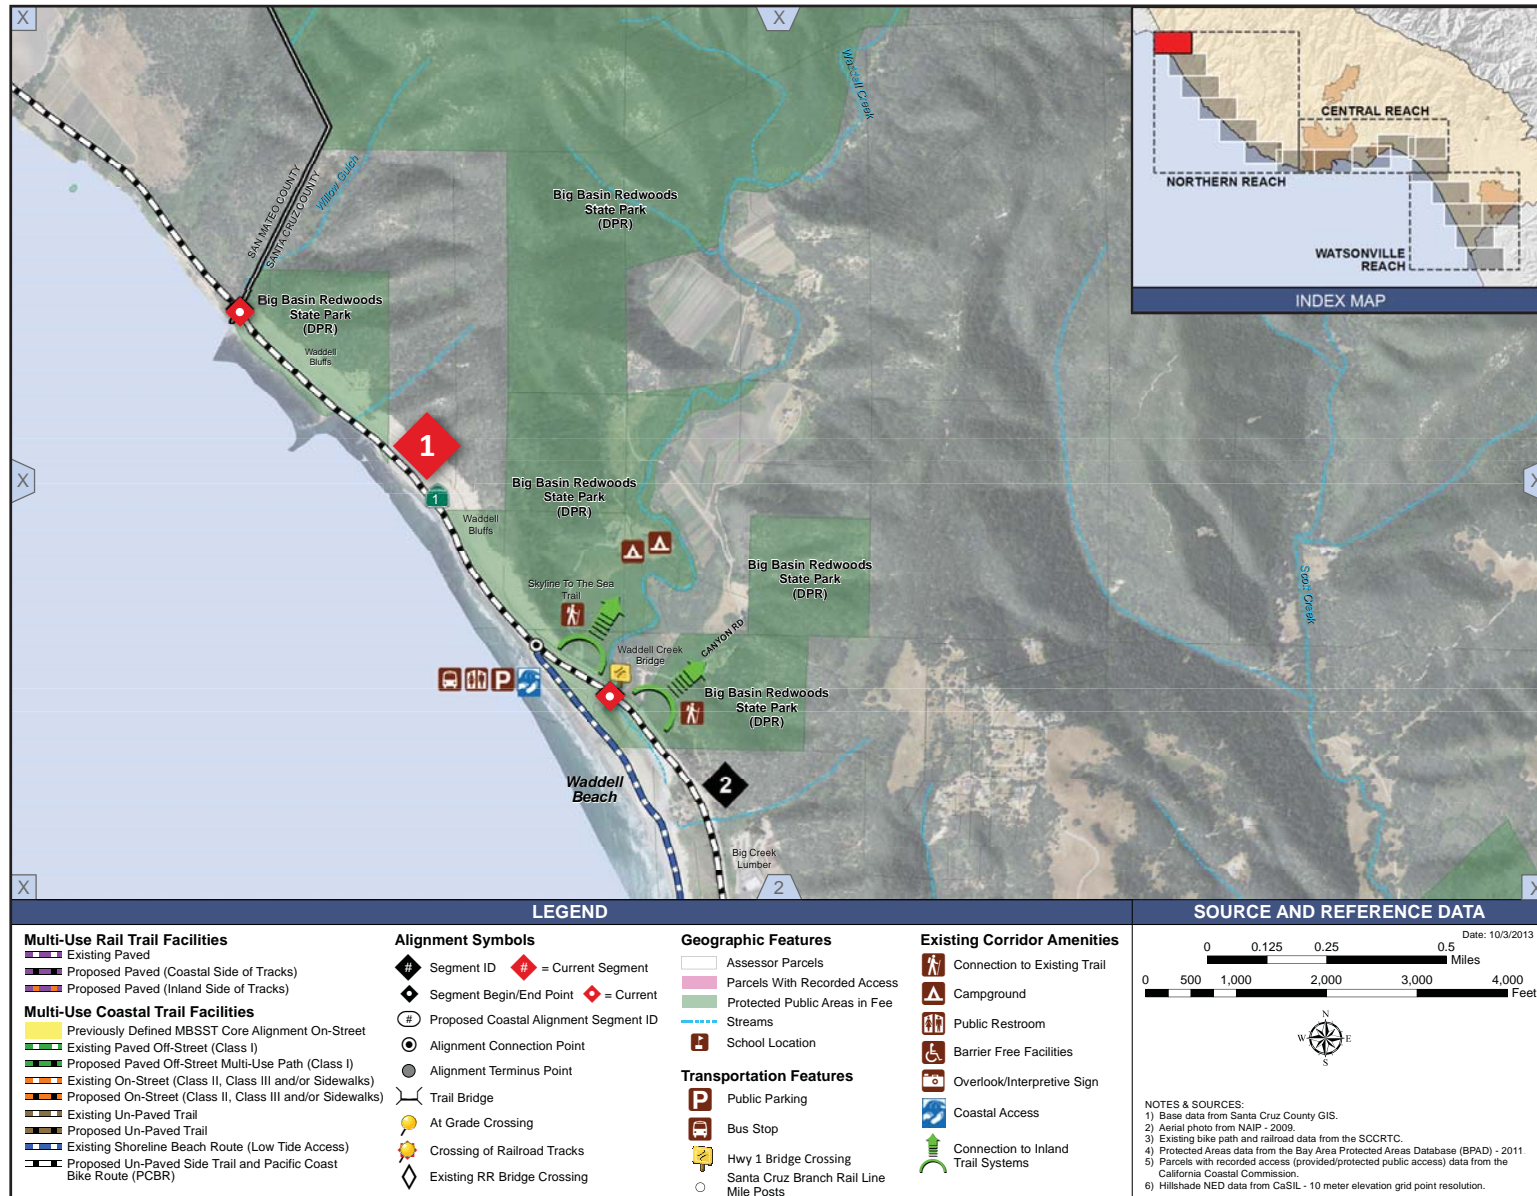 X
X
Waddell Creek
CENTRAL REACH
NORTHERN REACH
WATSONVILLE
REACH
INDEX MAP
SAN MATEO COUNTY
SANTA CRUZ COUNTY
Willow Gulch
Big Basin Redwoods
State Park
(DPR)
Big Basin Redwoods
State Park
(DPR)
Waddell
Bluffs
1
1
X
X
Big Basin Redwoods
State Park
(DPR)
Waddell
Bluffs
Big Basin Redwoods
State Park
(DPR)
Scott Creek
Skyline To The Sea
Trail
Waddell Creek
Bridge
CANYON RD
P
Big Basin Redwoods
State Park
(DPR)
Waddell
Beach
2
Big Creek
Lumber
X
2
X
LEGEND
Multi-Use Rail Trail Facilities
Existing Paved
Proposed Paved (Coastal Side of Tracks)
Proposed Paved (Inland Side of Tracks)
Multi-Use Coastal Trail Facilities
Previously Defined MBSST Core Alignment On-Street
Existing Paved Off-Street (Class I)
Proposed Paved Off-Street Multi-Use Path (Class I)
Existing On-Street (Class II, Class III and/or Sidewalks)
Proposed On-Street (Class II, Class III and/or Sidewalks)
Existing Un-Paved Trail
Proposed Un-Paved Trail
Existing Shoreline Beach Route (Low Tide Access)
Proposed Un-Paved Side Trail and Pacific Coast
Bike Route (PCBR)
Alignment Symbols
# Segment ID # = Current Segment
Segment Begin/End Point = Current
# Proposed Coastal Alignment Segment ID
Alignment Connection Point
Alignment Terminus Point
Trail Bridge
At Grade Crossing
Crossing of Railroad Tracks
Existing RR Bridge Crossing
Geographic Features
Assessor Parcels
Parcels With Recorded Access
Protected Public Areas in Fee
Streams
School Location
Transportation Features
P Public Parking
Bus Stop
Hwy 1 Bridge Crossing
Santa Cruz Branch Rail Line
Mile Posts
Existing Corridor Amenities
Connection to Existing Trail
Campground
Public Restroom
Barrier Free Facilities
Overlook/Interpretive Sign
Coastal Access
Connection to Inland
Trail Systems
SOURCE AND REFERENCE DATA
Date: 10/3/2013
0 0.125 0.25 0.5
Miles
0 500 1,000 2,000 3,000 4,000
Feet
N
W E
S
NOTES & SOURCES:
1) Base data from Santa Cruz County GIS.
2) Aerial photo from NAIP - 2009.
3) Existing bike path and railroad data from the SCCRTC.
4) Protected Areas data from the Bay Area Protected Areas Database (BPAD) - 2011.
5) Parcels with recorded access (provided/protected public access) data from the
California Coastal Commission.
6) Hillshade NED data from CaSIL - 10 meter elevation grid point resolution.